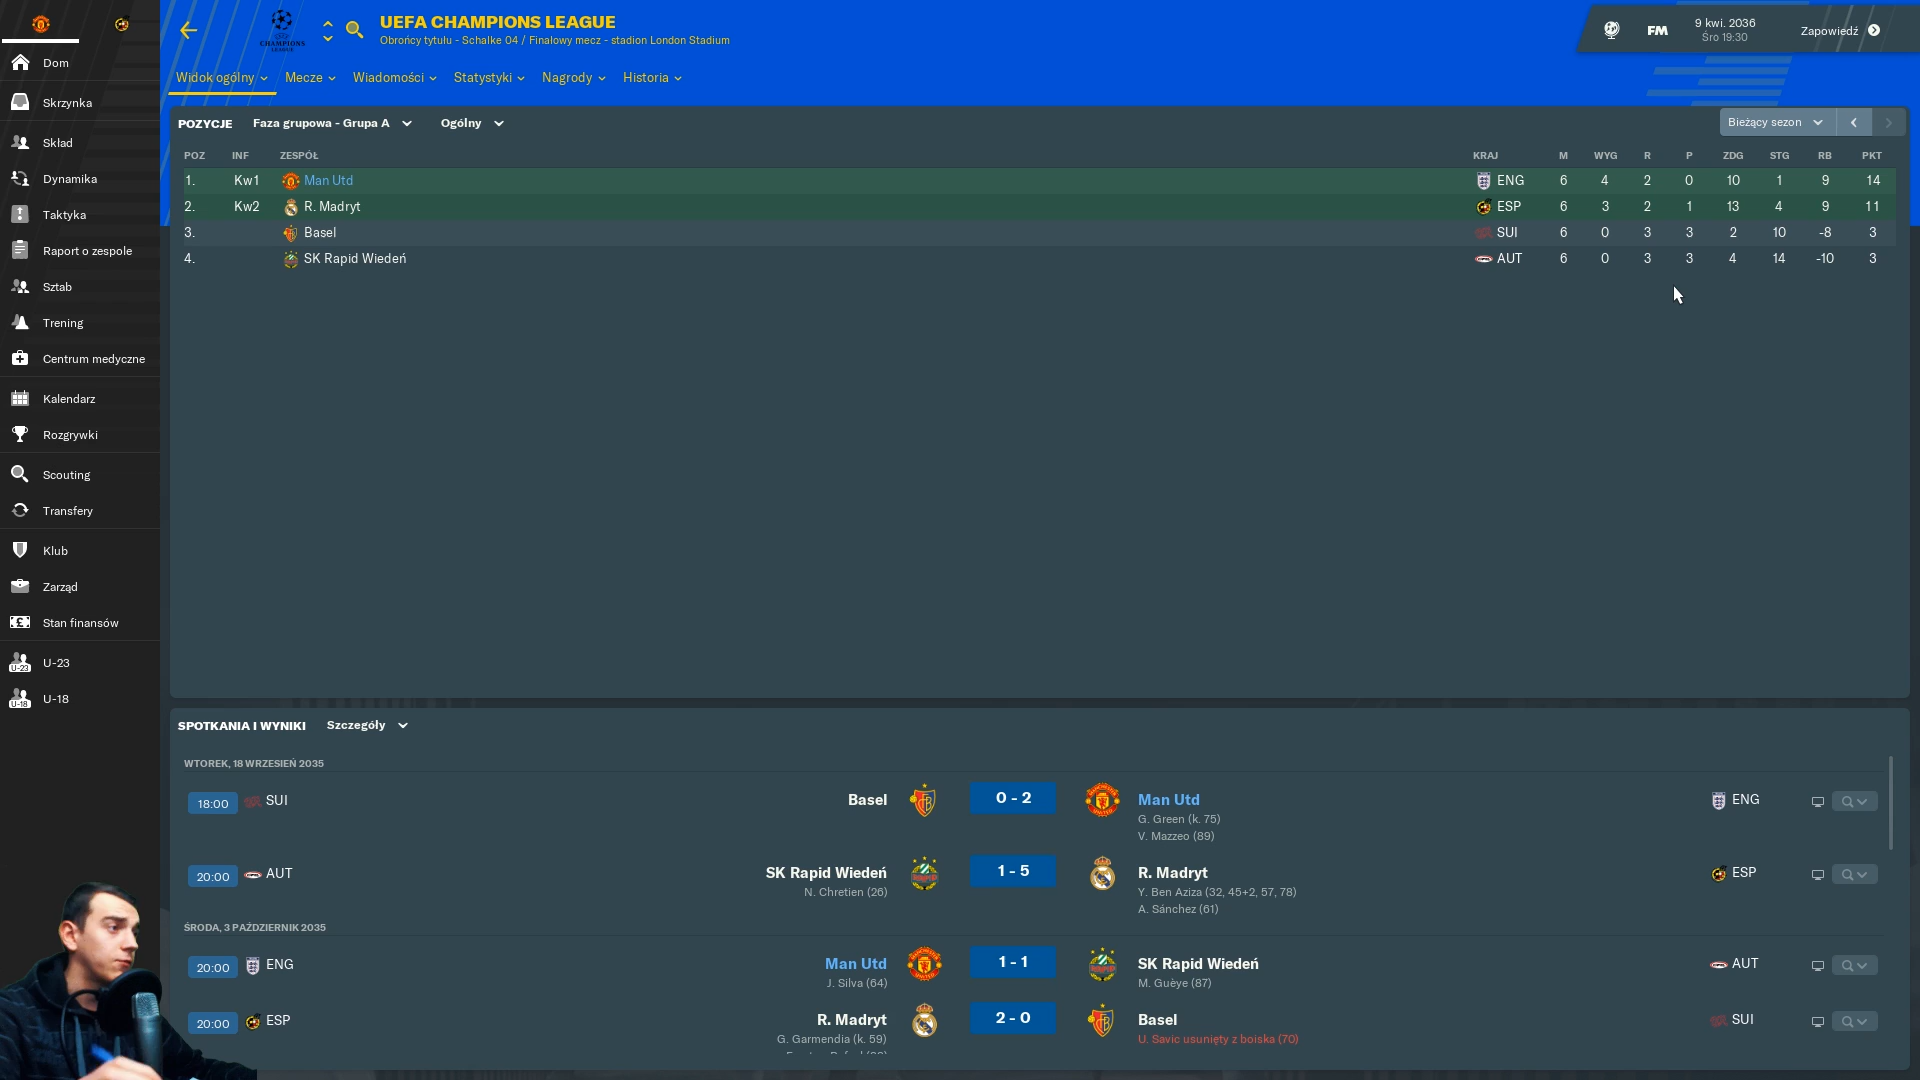 UEFA CHAMPIONS LEAGUE
Obrońcy tytułu - Schalke 04 / Finałowy mecz - stadion London Stadium
CHAMPIONS
LEAGUE
FM
9 kwi. 2036
Śro 19:30
Zapowiedź
Widok ogólny
Mecze
Wiadomości
Statystyki
Nagrody
Historia
Dom
Skrzynka
Skład
Dynamika
Taktyka
Raport o zespole
Sztab
Trening
Centrum medyczne
Kalendarz
Rozgrywki
Scouting
Transfery
Klub
Zarząd
Stan finansów
U-23
U-23
U-18
U-18
POZYCJE Faza grupowa - Grupa A Ogólny Bieżący sezon
POZ INF ZESPÓŁ KRAJ M WYG R P ZDG STG RB PKT
1. Kw1 Man Utd ENG 6 4 2 0 10 1 9 14
2. Kw2 R. Madryt ESP 6 3 2 1 13 4 9 11
3. Basel SUI 6 0 3 3 2 10 -8 3
4. SK Rapid Wiedeń AUT 6 0 3 3 4 14 -10 3
SPOTKANIA I WYNIKI Szczegóły
WTOREK, 18 WRZESIEŃ 2035
18:00 SUI Basel 0 - 2 Man Utd ENG
G. Green (k. 75)
V. Mazzeo (89)
20:00 AUT SK Rapid Wiedeń 1 - 5 R. Madryt ESP
N. Chretien (26) Y. Ben Aziza (32, 45+2, 57, 78)
A. Sánchez (61)
ŚRODA, 3 PAŹDZIERNIK 2035
20:00 ENG Man Utd 1 - 1 SK Rapid Wiedeń AUT
J. Silva (64) M. Guèye (87)
20:00 ESP R. Madryt 2 - 0 Basel SUI
G. Garmendia (k. 59) U. Savic usunięty z boiska (70)